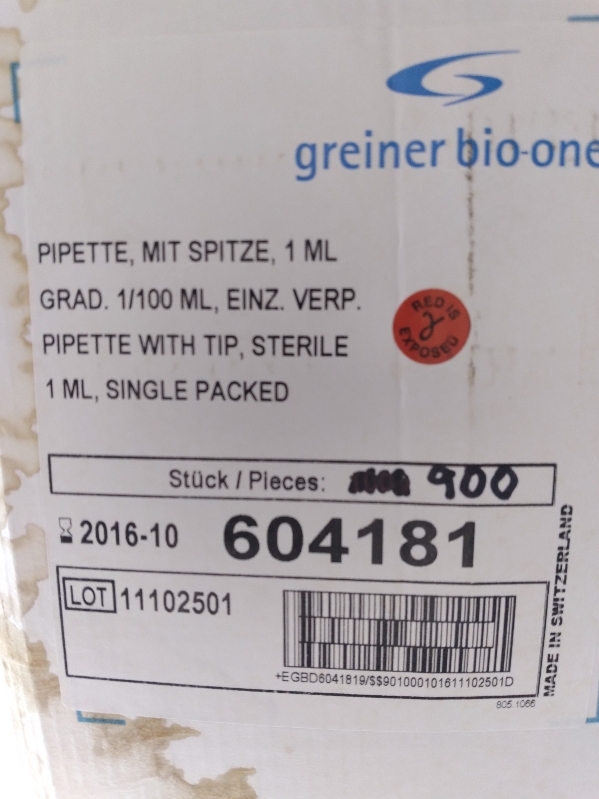 greiner bio-one
PIPETTE, MIT SPITZE, 1 ML
GRAD. 1/100 ML, EINZ. VERP.
PIPETTE WITH TIP, STERILE
1 ML, SINGLE PACKED
RED IS
γ
EXPOSED
Stück / Pieces: 900
2016-10 604181
LOT 11102501
+EGBD6041819/$$901000101611102501D
MADE IN SWITZERLAND
805.1066